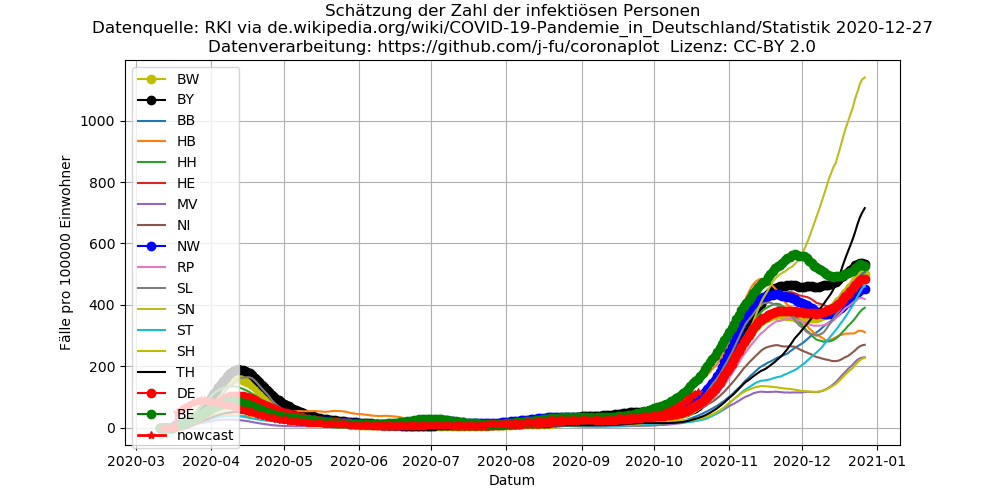 Schätzung der Zahl der infektiösen Personen
Datenquelle: RKI via de.wikipedia.org/wiki/COVID-19-Pandemie_in_Deutschland/Statistik 2020-12-27
Datenverarbeitung: https://github.com/j-fu/coronaplot Lizenz: CC-BY 2.0
Fälle pro 100000 Einwohner
1000
800
600
400
200
0
BW
BY
BB
HB
HH
HE
MV
NI
NW
RP
SL
SN
ST
SH
TH
DE
BE
nowcast
2020-03 2020-04 2020-05 2020-06 2020-07 2020-08 2020-09 2020-10 2020-11 2020-12 2021-01
Datum